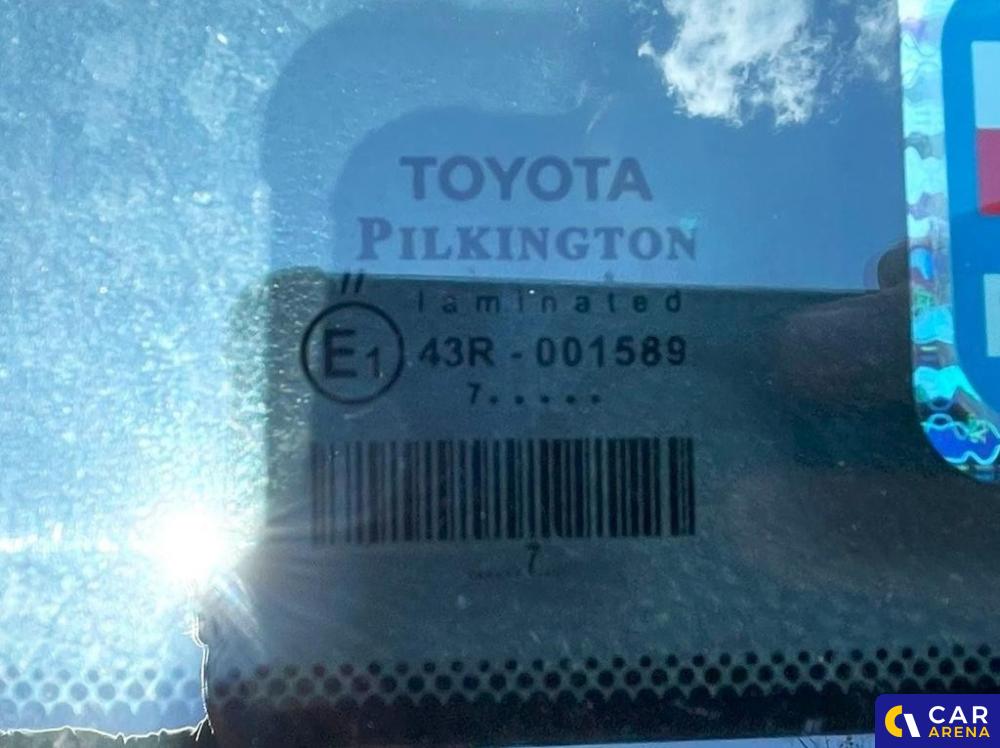 TOYOTA
PILKINGTON
//
laminated
E1 43R - 001589
7.....
7
CAR
ARENA